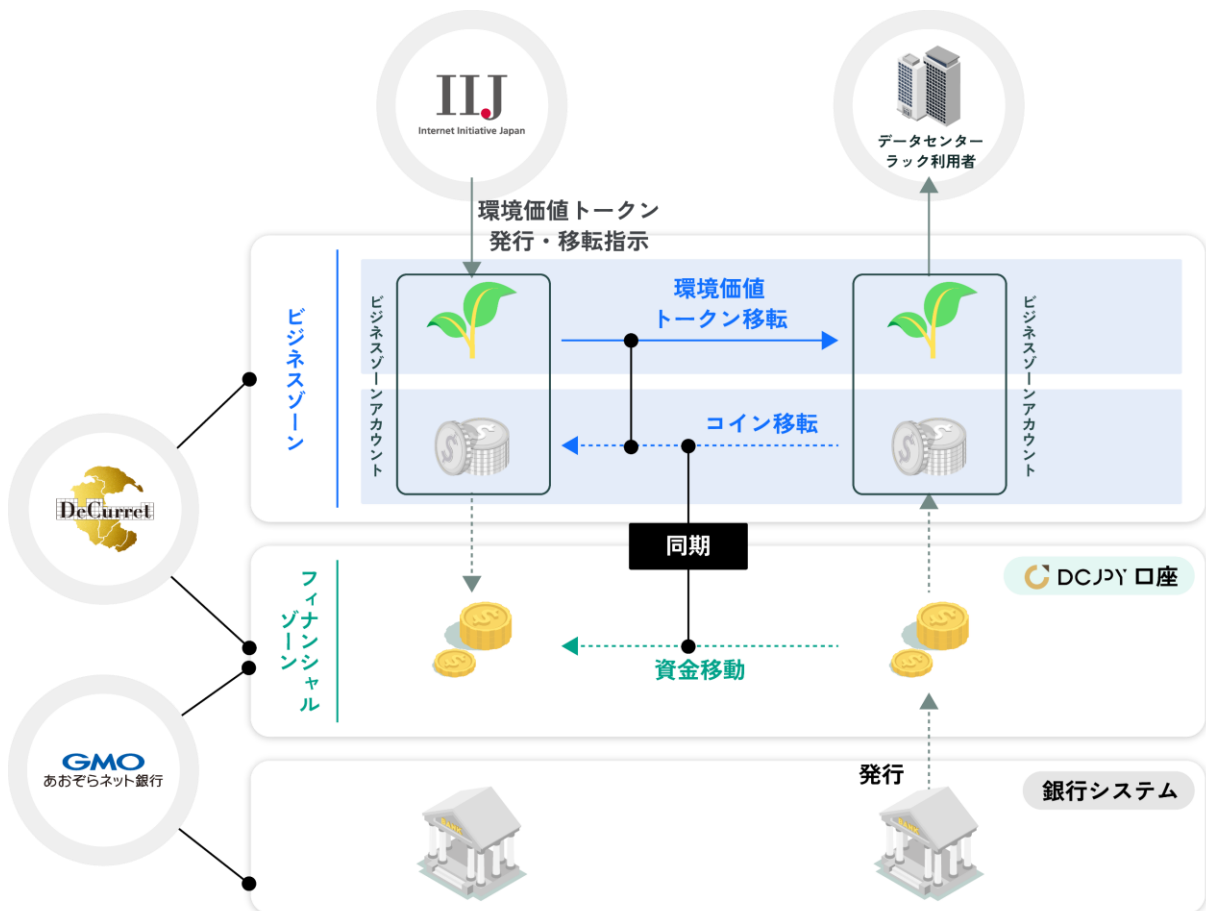 IIJ
Internet Initiative Japan
データセンター
ラック利用者
環境価値トークン
発行・移転指示
ビジネスゾーン
ビジネスゾーンアカウント
環境価値
トークン移転
ビジネスゾーンアカウント
コイン移転
DeCurret
同期
フィナンシャル
ゾーン
DCJPY 口座
資金移動
GMO
あおぞらネット銀行
発行
銀行システム
BANK
BANK